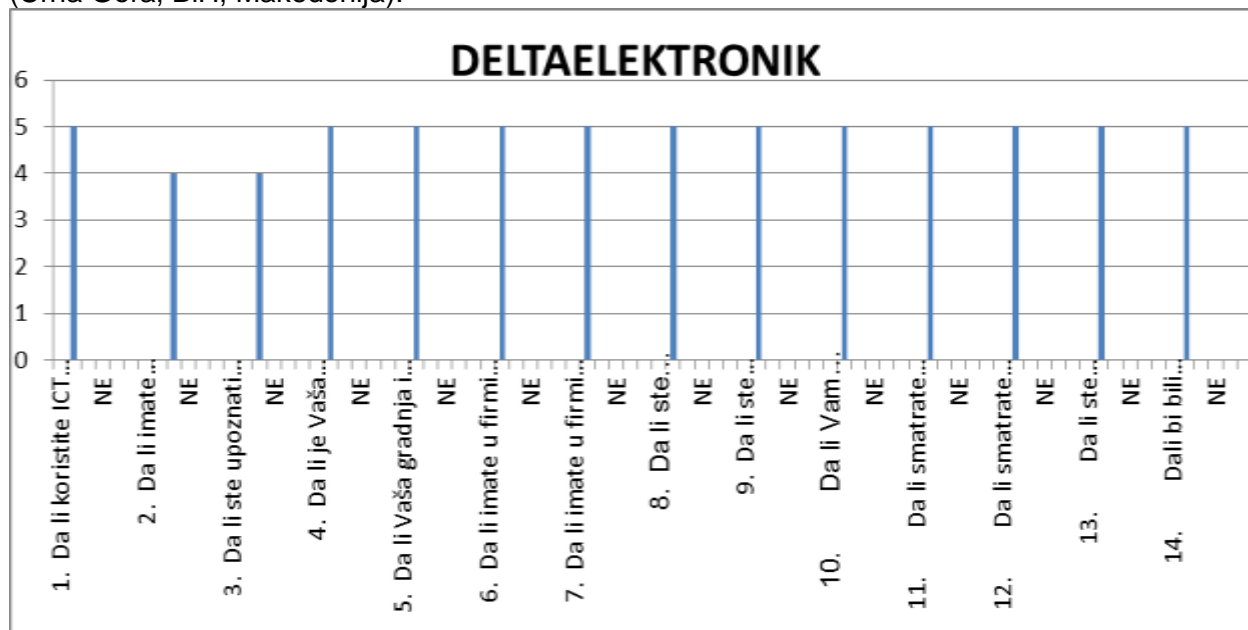 (Crna Gora, BiH, Makedonija).
DELTAELEKTRONIK
6
5
4
3
2
1
0
1. Da li koristite ICT...
NE
2. Da li imate...
NE
3. Da li ste upoznati...
NE
4. Da li je Vaša...
NE
5. Da li Vaša gradnja i...
NE
6. Da li imate u firmi...
NE
7. Da li imate u firmi...
NE
8. Da li ste...
NE
9. Da li ste...
NE
10. Da li Vam...
NE
11. Da li smatrate...
NE
12. Da li smatrate...
NE
13. Da li ste...
NE
14. Dali bi bili...
NE